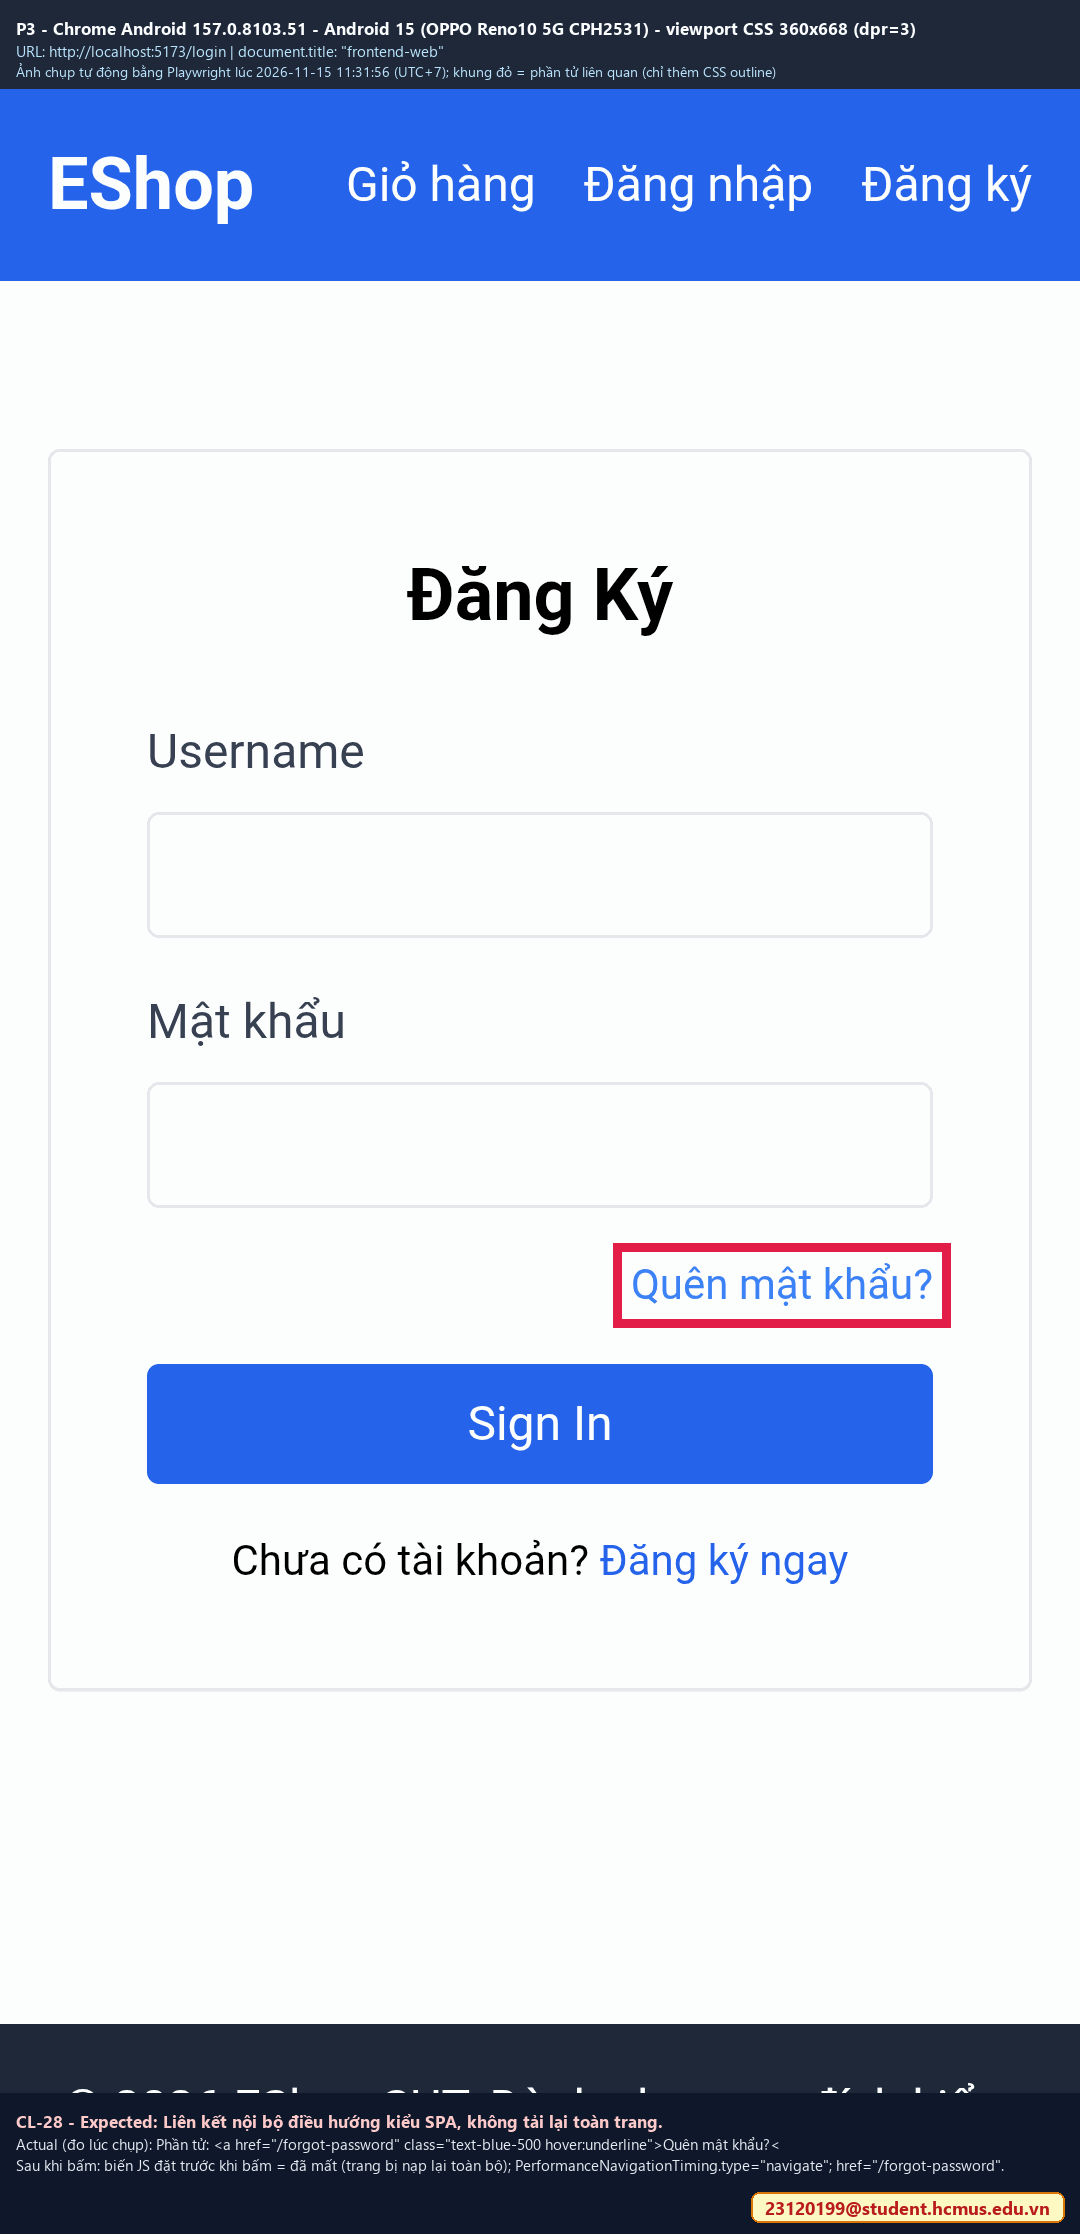 P3 - Chrome Android 157.0.8103.51 - Android 15 (OPPO Reno10 5G CPH2531) - viewport CSS 360x668 (dpr=3)
URL: http://localhost:5173/login | document.title: "frontend-web"
Ảnh chụp tự động bằng Playwright lúc 2026-11-15 11:31:56 (UTC+7); khung đỏ = phần tử liên quan (chỉ thêm CSS outline)
EShop Giỏ hàng Đăng nhập Đăng ký
Đăng Ký
Username
Mật khẩu
Quên mật khẩu?
Sign In
Chưa có tài khoản? Đăng ký ngay
CL-28 - Expected: Liên kết nội bộ điều hướng kiểu SPA, không tải lại toàn trang.
Actual (đo lúc chụp): Phần tử: <a href="/forgot-password" class="text-blue-500 hover:underline">Quên mật khẩu?<
Sau khi bấm: biến JS đặt trước khi bấm = đã mất (trang bị nạp lại toàn bộ); PerformanceNavigationTiming.type="navigate"; href="/forgot-password".
23120199@student.hcmus.edu.vn